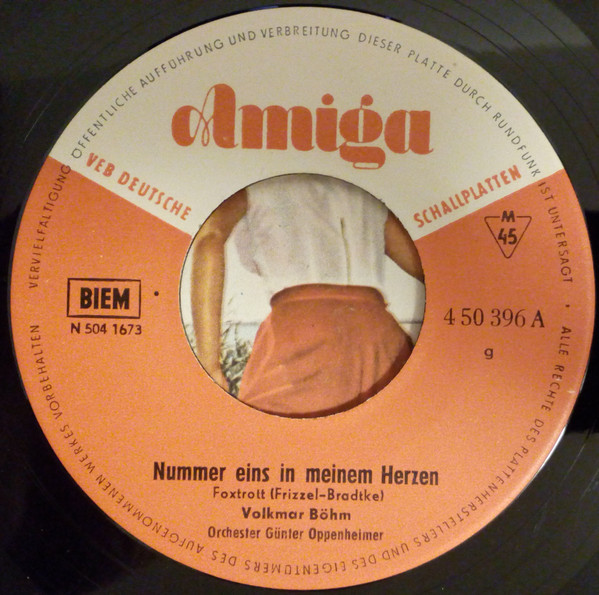 VERVIELFÄLTIGUNG ÖFFENTLICHE AUFFÜHRUNG UND VERBREITUNG DIESER PLATTE DURCH RUNDFUNK IST UNTERSAGT • ALLE RECHTE DES PLATTENHERSTELLERS UND DES EIGENTÜMERS DES AUFGENOMMENEN WERKES VORBEHALTEN
Amiga
VEB DEUTSCHE SCHALLPLATTEN
M
45
BIEM
N 504 1673
4 50 396 A
g
Nummer eins in meinem Herzen
Foxtrott (Frizzel-Bradtke)
Volkmar Böhm
Orchester Günter Oppenheimer